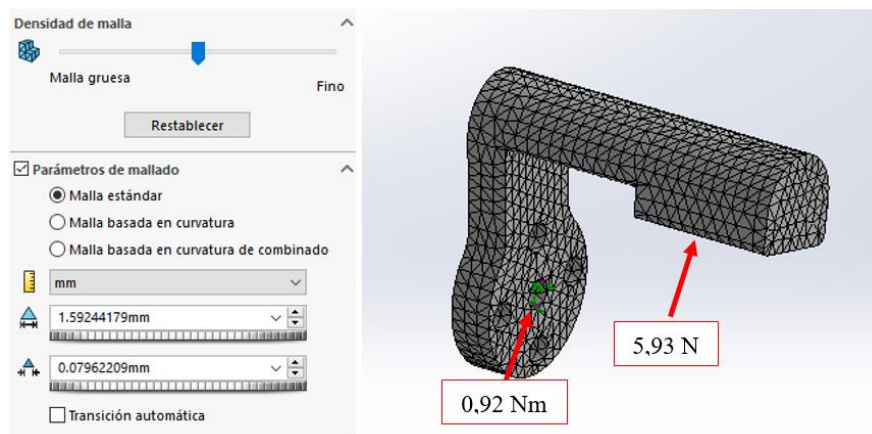 Densidad de malla
Malla gruesa
Fino
Restablecer
Parámetros de mallado
Malla estándar
Malla basada en curvatura
Malla basada en curvatura de combinado
mm
1.59244179mm
0.07962209mm
Transición automática
5,93 N
0,92 Nm